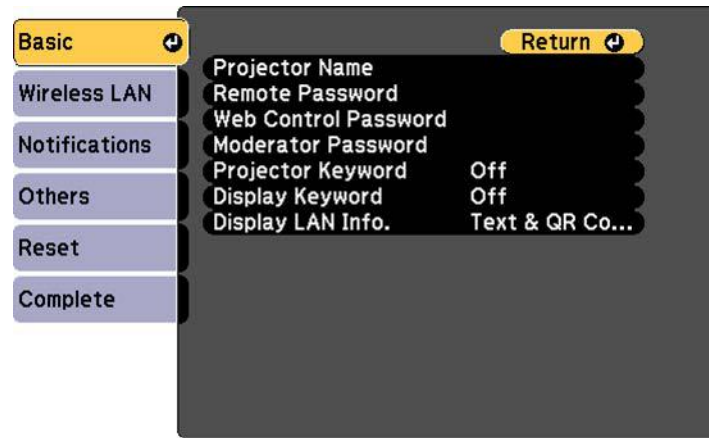 Basic
Wireless LAN
Notifications
Others
Reset
Complete
Return
Projector Name
Remote Password
Web Control Password
Moderator Password
Projector Keyword Off
Display Keyword Off
Display LAN Info. Text & QR Co...